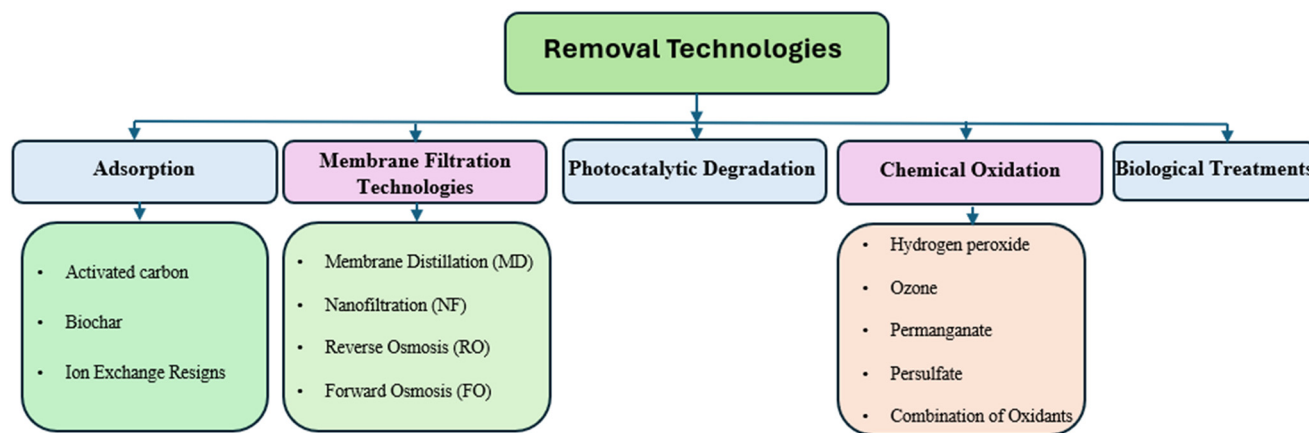 Removal Technologies
Adsorption
Membrane Filtration
Technologies
Photocatalytic Degradation
Chemical Oxidation
Biological Treatments
• Activated carbon
• Biochar
• Ion Exchange Resigns
• Membrane Distillation (MD)
• Nanofiltration (NF)
• Reverse Osmosis (RO)
• Forward Osmosis (FO)
• Hydrogen peroxide
• Ozone
• Permanganate
• Persulfate
• Combination of Oxidants